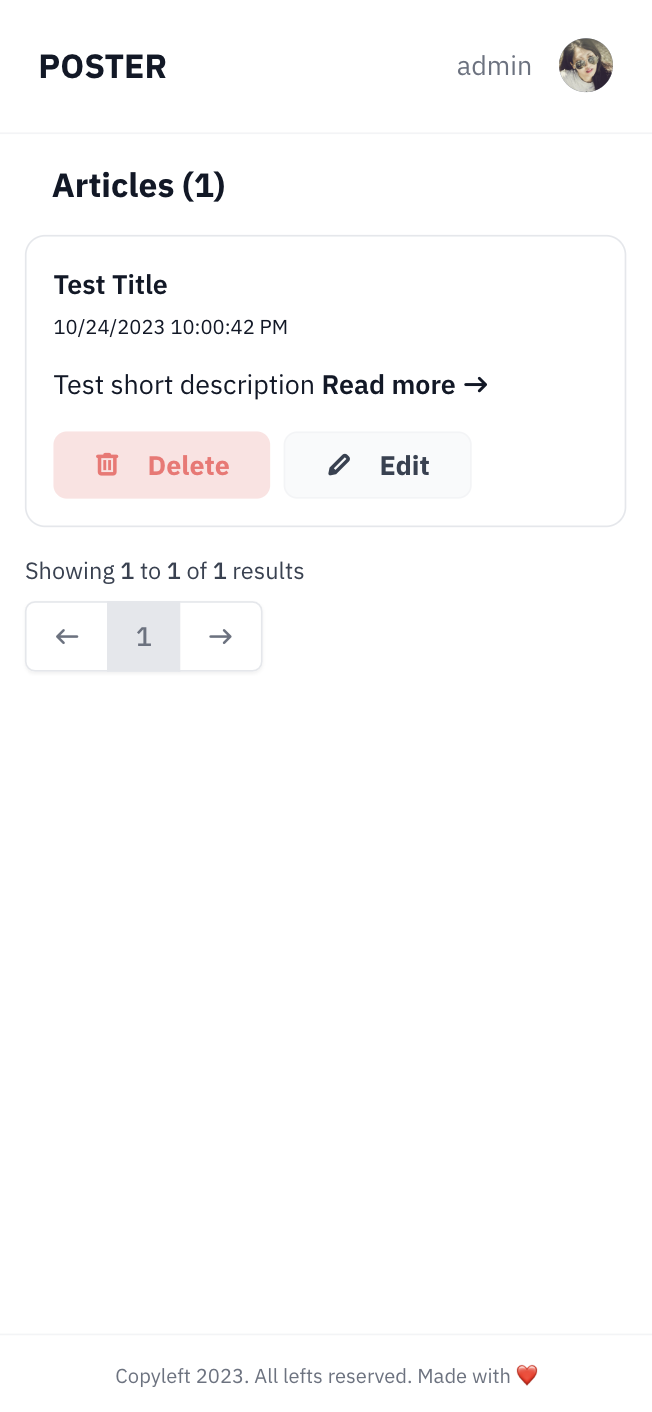 POSTER admin
Articles (1)
Test Title
10/24/2023 10:00:42 PM
Test short description Read more →
Delete Edit
Showing 1 to 1 of 1 results
← 1 →
Copyleft 2023. All lefts reserved. Made with ❤️